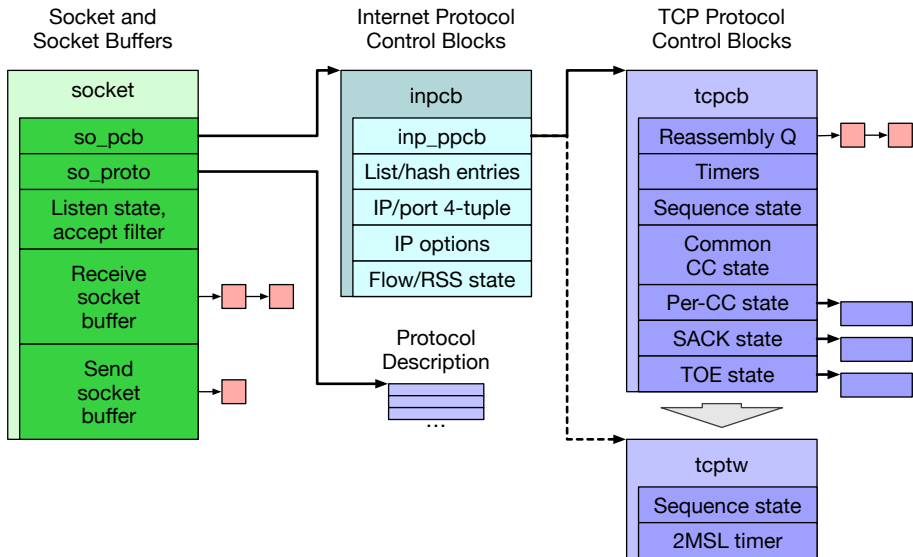 Socket and
Socket Buffers
socket
so_pcb
so_proto
Listen state,
accept filter
Receive
socket
buffer
Send
socket
buffer
Internet Protocol
Control Blocks
inpcb
inp_ppcb
List/hash entries
IP/port 4-tuple
IP options
Flow/RSS state
Protocol
Description
...
TCP Protocol
Control Blocks
tcpcb
Reassembly Q
Timers
Sequence state
Common
CC state
Per-CC state
SACK state
TOE state
tcptw
Sequence state
2MSL timer